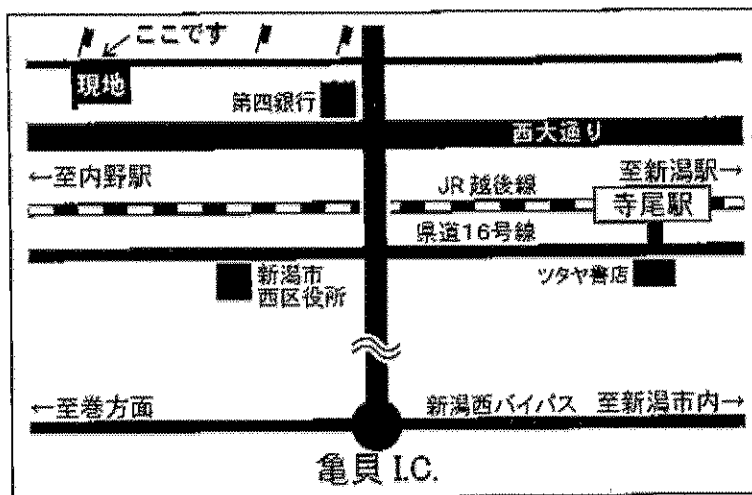 ここです
現地
第四銀行
西大通り
←至内野駅
至新潟駅→
JR 越後線
寺尾駅
県道16号線
新潟市
西区役所
ツタヤ書店
←至巻方面
新潟西バイパス
至新潟市内→
亀貝 I.C.